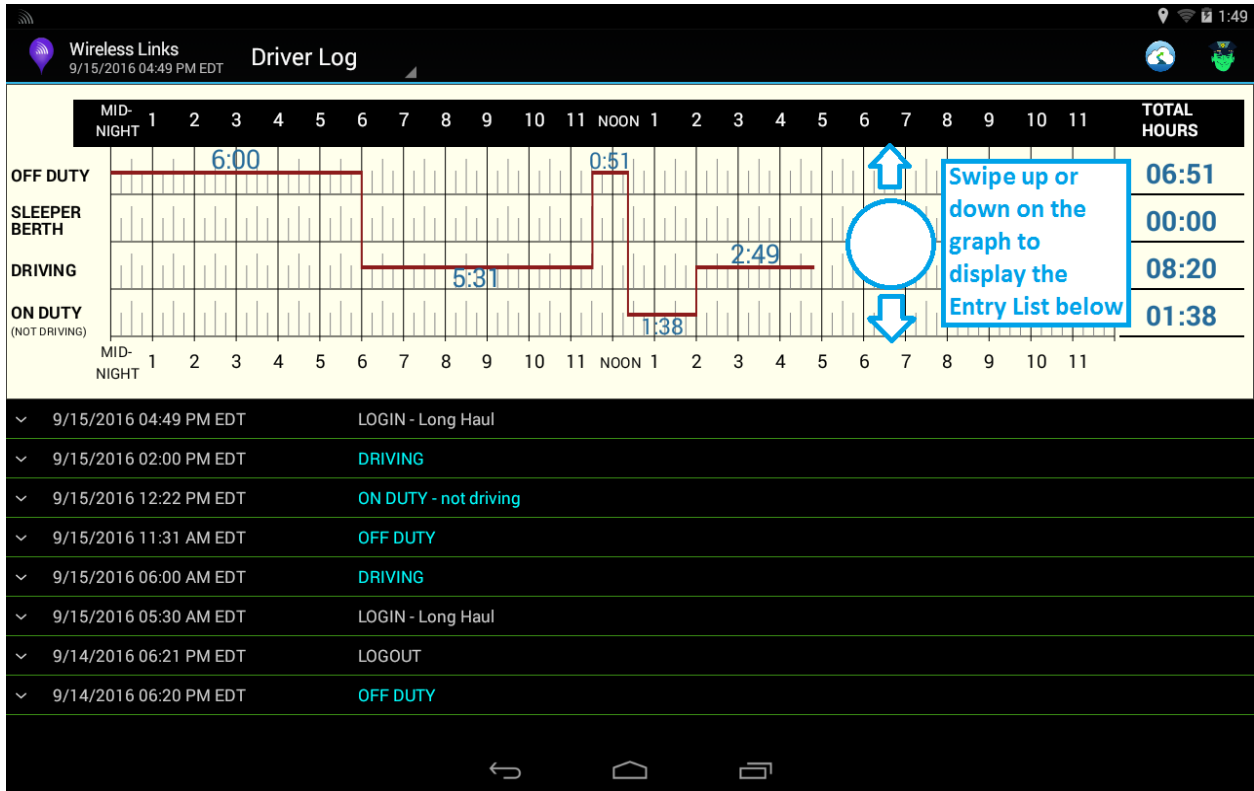 1:49
Wireless Links
9/15/2016 04:49 PM EDT
Driver Log
MID-NIGHT 1 2 3 4 5 6 7 8 9 10 11 NOON 1 2 3 4 5 6 7 8 9 10 11 TOTAL HOURS
OFF DUTY 6:00 0:51 06:51
SLEEPER BERTH 00:00
DRIVING 5:31 2:49 08:20
ON DUTY 1:38 01:38
(NOT DRIVING)
Swipe up or
down on the
graph to
display the
Entry List below
MID-NIGHT 1 2 3 4 5 6 7 8 9 10 11 NOON 1 2 3 4 5 6 7 8 9 10 11
9/15/2016 04:49 PM EDT LOGIN - Long Haul
9/15/2016 02:00 PM EDT DRIVING
9/15/2016 12:22 PM EDT ON DUTY - not driving
9/15/2016 11:31 AM EDT OFF DUTY
9/15/2016 06:00 AM EDT DRIVING
9/15/2016 05:30 AM EDT LOGIN - Long Haul
9/14/2016 06:21 PM EDT LOGOUT
9/14/2016 06:20 PM EDT OFF DUTY